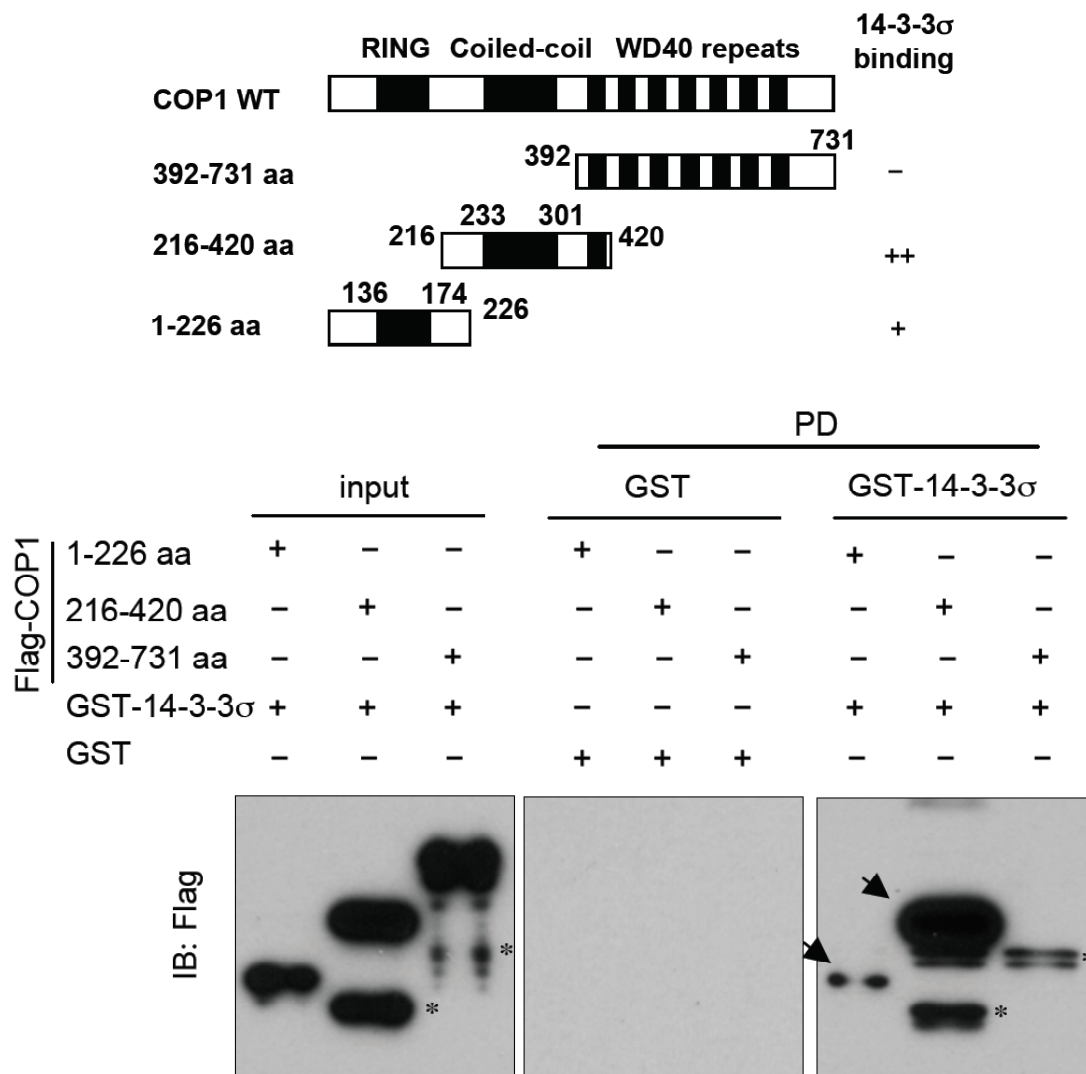 14-3-3σ
RING Coiled-coil WD40 repeats binding
COP1 WT
392-731 aa 392 731 –
216-420 aa 216 233 301 420 ++
1-226 aa 136 174 226 +
PD
input GST GST-14-3-3σ
Flag-COP1
1-226 aa + – – + – – + – –
216-420 aa – + – – + – – + –
392-731 aa – – + – – + – – +
GST-14-3-3σ + + + – – – + + +
GST – – – + + + – – –
IB: Flag
* * * *